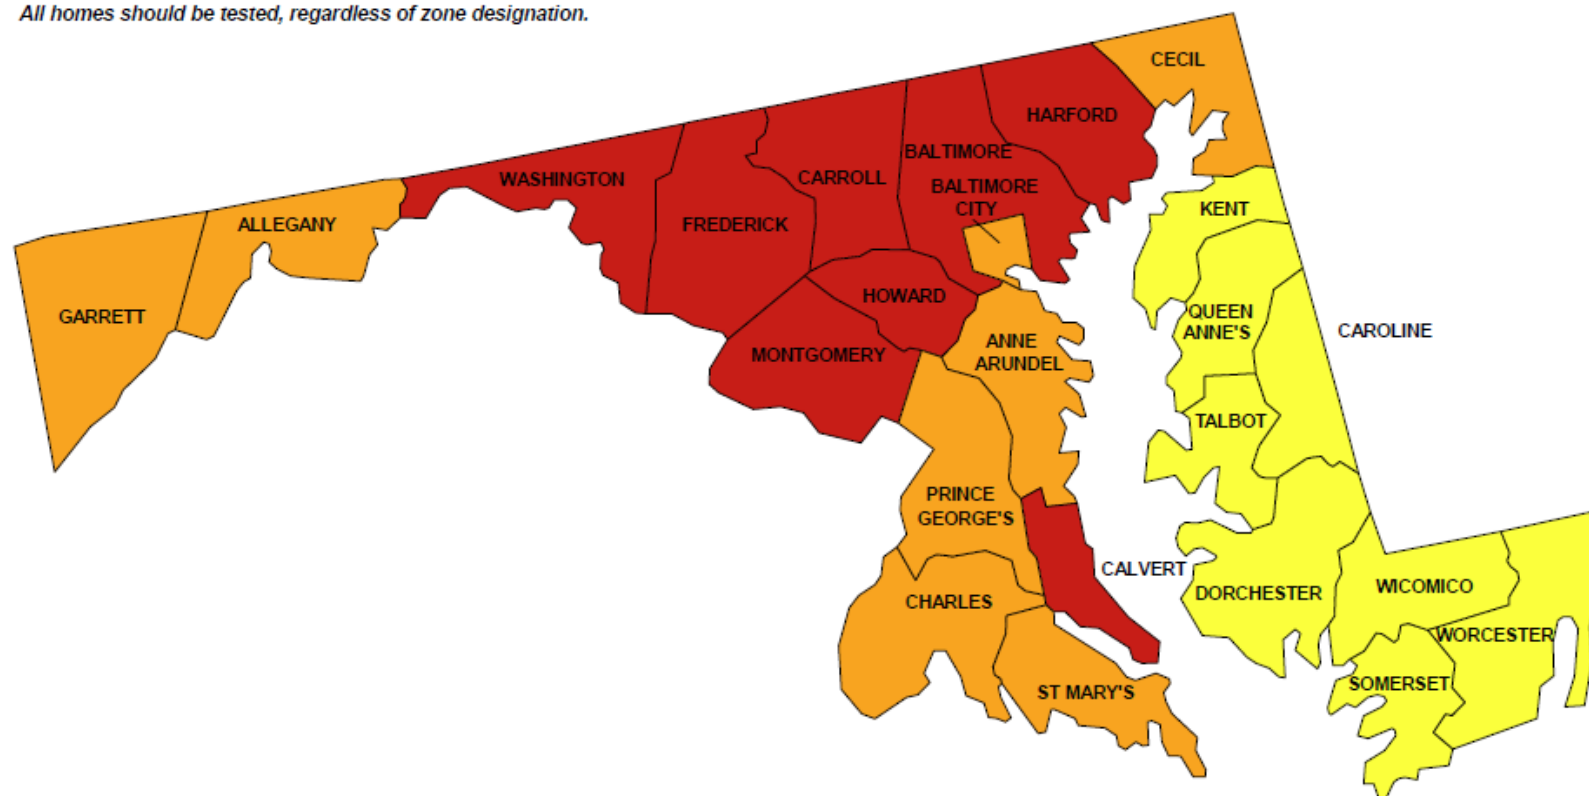 All homes should be tested, regardless of zone designation.
CECIL
HARFORD
BALTIMORE
CARROLL
WASHINGTON
BALTIMORE
CITY
KENT
ALLEGANY
FREDERICK
HOWARD
GARRETT
QUEEN
ANNE'S
CAROLINE
ANNE
ARUNDEL
MONTGOMERY
TALBOT
PRINCE
GEORGE'S
CALVERT
WICOMICO
DORCHESTER
CHARLES
WORCESTER
SOMERSET
ST MARY'S